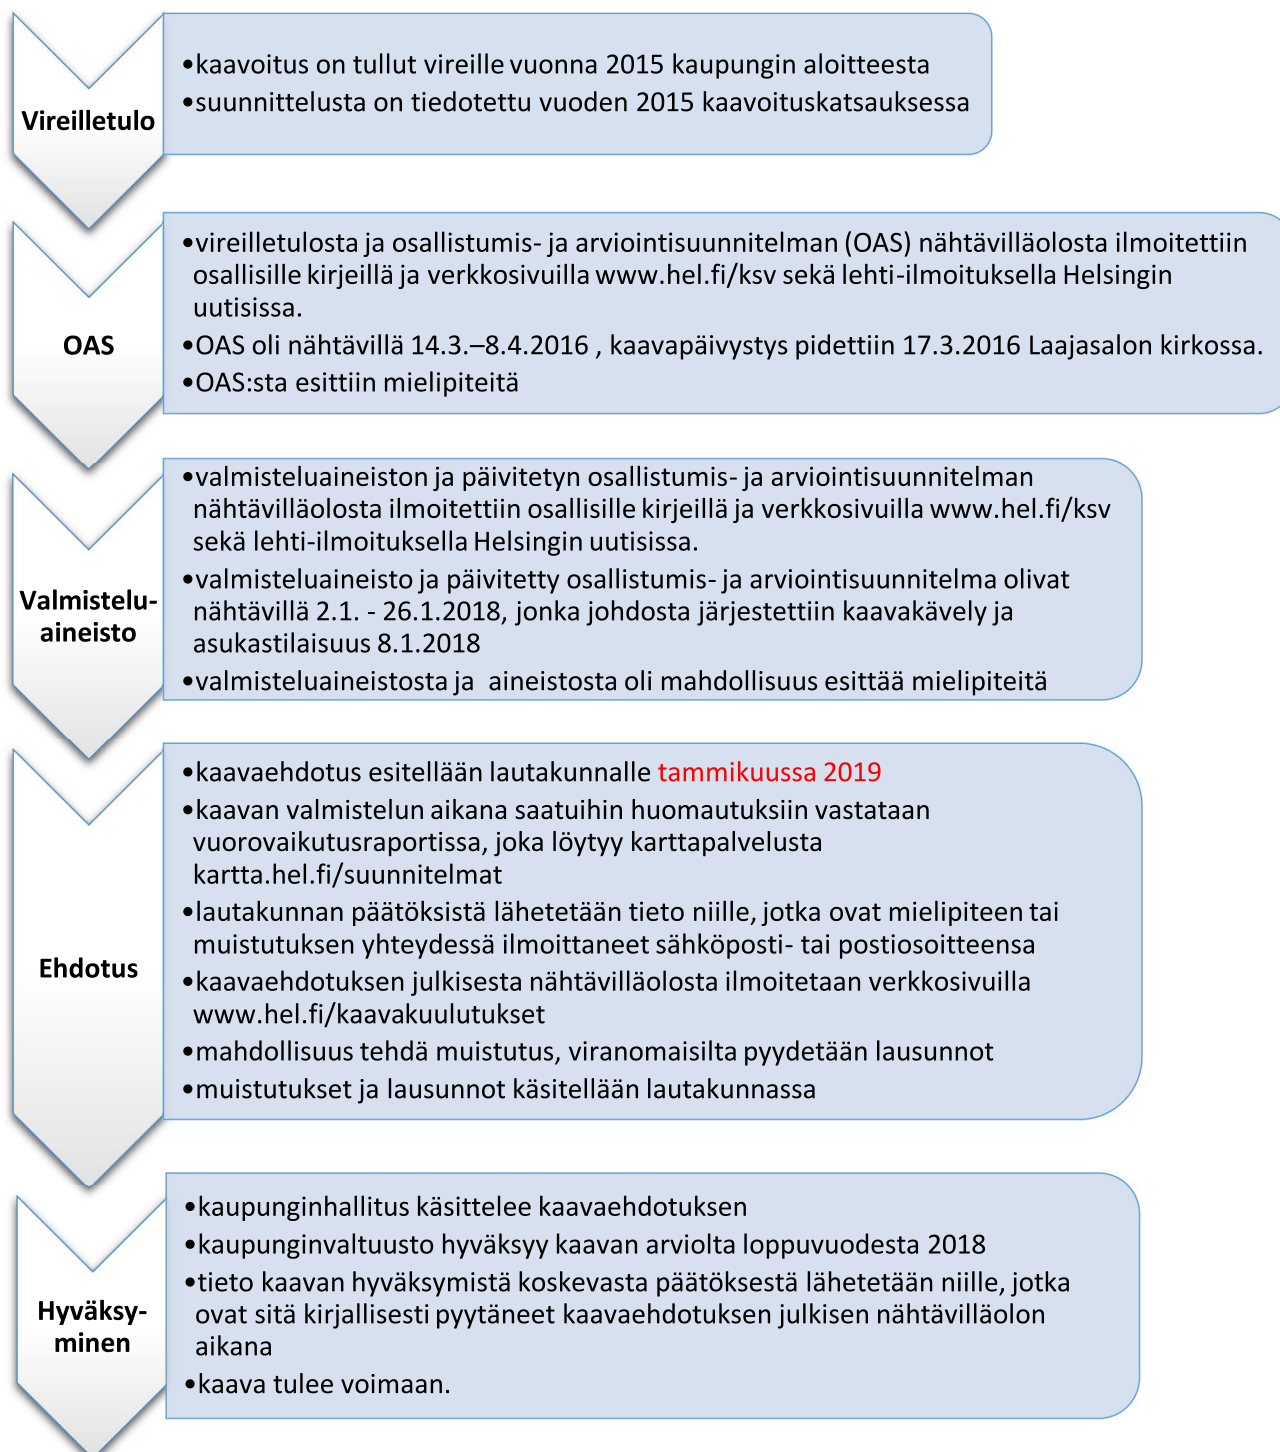 Vireilletulo
•kaavoitus on tullut vireille vuonna 2015 kaupungin aloitteesta
•suunnittelusta on tiedotettu vuoden 2015 kaavoituskatsauksessa
OAS
•vireilletulosta ja osallistumis- ja arviointisuunnitelman (OAS) nähtävilläolosta ilmoitettiin
osallisille kirjeillä ja verkkosivuilla www.hel.fi/ksv sekä lehti-ilmoituksella Helsingin
uutisissa.
•OAS oli nähtävillä 14.3.–8.4.2016 , kaavapäivystys pidettiin 17.3.2016 Laajasalon kirkossa.
•OAS:sta esittiin mielipiteitä
Valmistelu-
aineisto
•valmisteluaineiston ja päivitetyn osallistumis- ja arviointisuunnitelman
nähtävilläolosta ilmoitettiin osallisille kirjeillä ja verkkosivuilla www.hel.fi/ksv
sekä lehti-ilmoituksella Helsingin uutisissa.
•valmisteluaineisto ja päivitetty osallistumis- ja arviointisuunnitelma olivat
nähtävillä 2.1. - 26.1.2018, jonka johdosta järjestettiin kaavakävely ja
asukastilaisuus 8.1.2018
•valmisteluaineistosta ja  aineistosta oli mahdollisuus esittää mielipiteitä
Ehdotus
•kaavaehdotus esitellään lautakunnalle tammikuussa 2019
•kaavan valmistelun aikana saatuihin huomautuksiin vastataan
vuorovaikutusraportissa, joka löytyy karttapalvelusta
kartta.hel.fi/suunnitelmat
•lautakunnan päätöksistä lähetetään tieto niille, jotka ovat mielipiteen tai
muistutuksen yhteydessä ilmoittaneet sähköposti- tai postiosoitteensa
•kaavaehdotuksen julkisesta nähtävilläolosta ilmoitetaan verkkosivuilla
www.hel.fi/kaavakuulutukset
•mahdollisuus tehdä muistutus, viranomaisilta pyydetään lausunnot
•muistutukset ja lausunnot käsitellään lautakunnassa
Hyväksy-
minen
•kaupunginhallitus käsittelee kaavaehdotuksen
•kaupunginvaltuusto hyväksyy kaavan arviolta loppuvuodesta 2018
•tieto kaavan hyväksymistä koskevasta päätöksestä lähetetään niille, jotka
ovat sitä kirjallisesti pyytäneet kaavaehdotuksen julkisen nähtävilläolon
aikana
•kaava tulee voimaan.